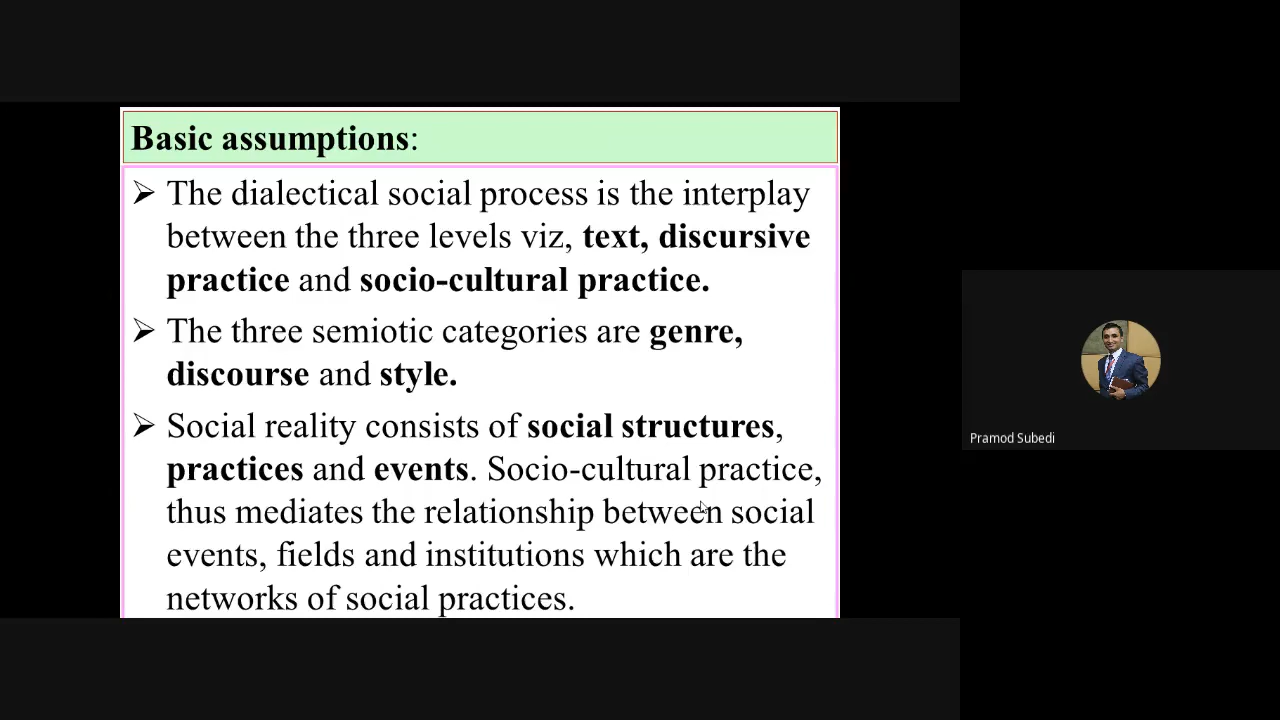 Basic assumptions:
➢ The dialectical social process is the interplay
between the three levels viz, text, discursive
practice and socio-cultural practice.
➢ The three semiotic categories are genre,
discourse and style.
➢ Social reality consists of social structures,
practices and events. Socio-cultural practice,
thus mediates the relationship between social
events, fields and institutions which are the
networks of social practices.
Pramod Subedi